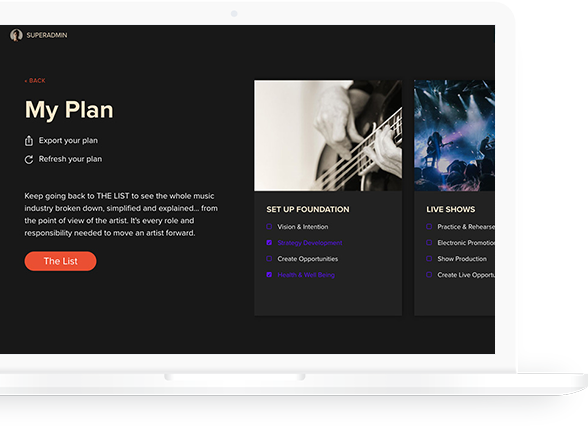 SUPERADMIN
‹ BACK
My Plan
Export your plan
Refresh your plan
Keep going back to THE LIST to see the whole music
industry broken down, simplified and explained... from
the point of view of the artist. It's every role and
responsibility needed to move an artist forward.
The List
SET UP FOUNDATION
Vision & Intention
Strategy Development
Create Opportunities
Health & Well Being
LIVE SHOWS
Practice & Rehearse
Electronic Promotion
Show Production
Create Live Opportu